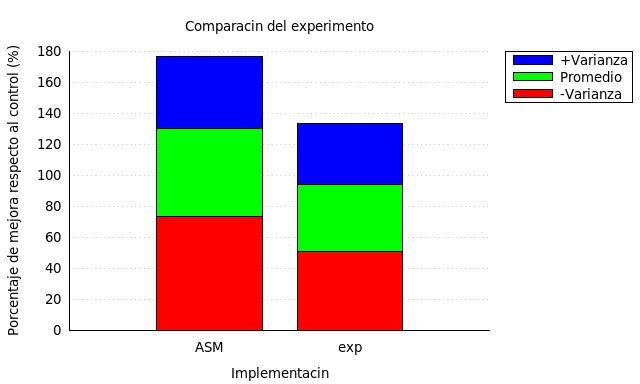 Comparacin del experimento
Porcentaje de mejora respecto al control (%)
180
160
140
120
100
80
60
40
20
0
ASM
exp
Implementacin
+Varianza
Promedio
-Varianza